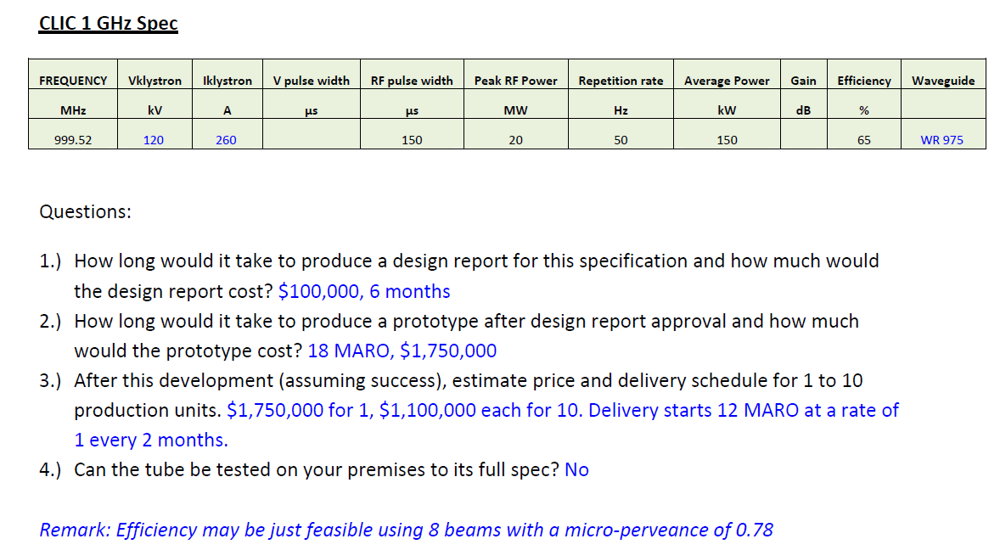 CLIC 1 GHz Spec
FREQUENCY Vklystron Iklystron V pulse width RF pulse width Peak RF Power Repetition rate Average Power Gain Efficiency Waveguide
MHz kV A µs µs MW Hz kW dB %
999.52 120 260 150 20 50 150 65 WR 975
Questions:
1.) How long would it take to produce a design report for this specification and how much would
the design report cost? $100,000, 6 months
2.) How long would it take to produce a prototype after design report approval and how much
would the prototype cost? 18 MARO, $1,750,000
3.) After this development (assuming success), estimate price and delivery schedule for 1 to 10
production units. $1,750,000 for 1, $1,100,000 each for 10. Delivery starts 12 MARO at a rate of
1 every 2 months.
4.) Can the tube be tested on your premises to its full spec? No
Remark: Efficiency may be just feasible using 8 beams with a micro-perveance of 0.78